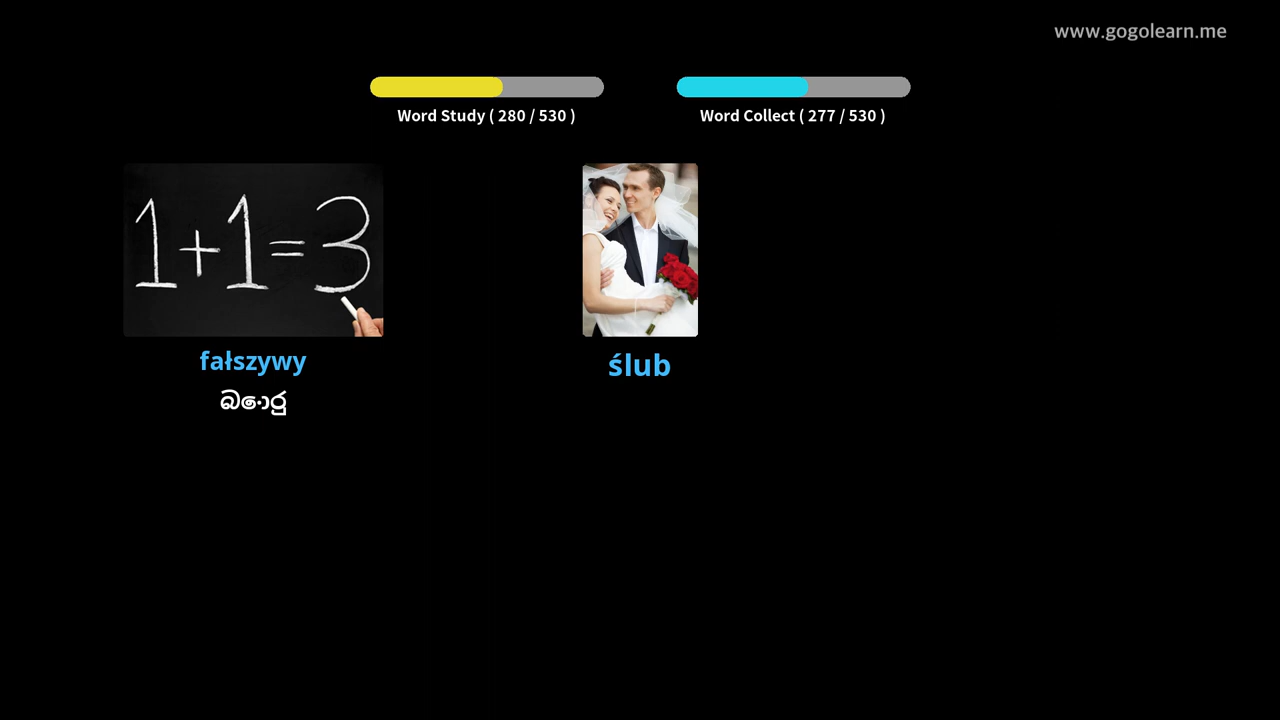 www.gogolearn.me
Word Study ( 280 / 530 )
Word Collect ( 277 / 530 )
1+1=3
fałszywy
ślub
බොරු